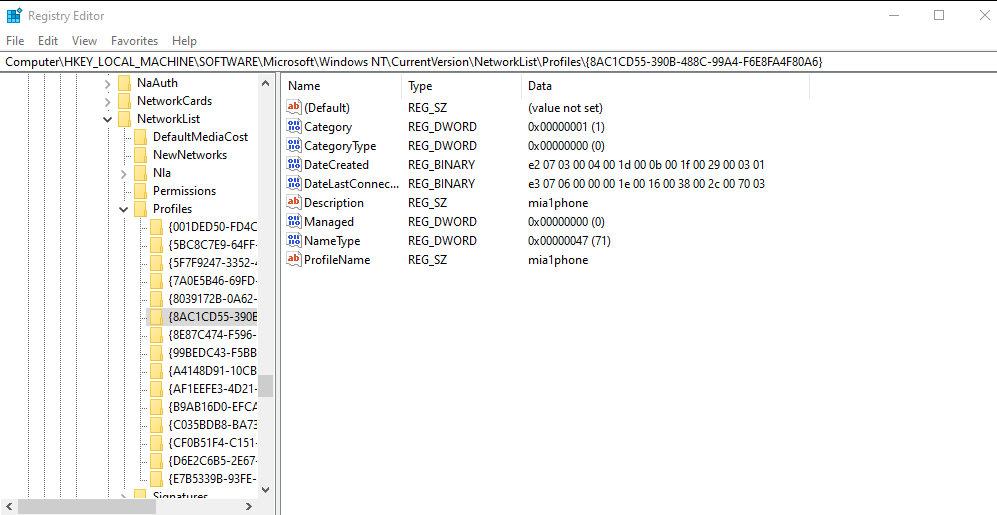 Registry Editor
File Edit View Favorites Help
Computer\HKEY_LOCAL_MACHINE\SOFTWARE\Microsoft\Windows NT\CurrentVersion\NetworkList\Profiles\{8AC1CD55-390B-488C-99A4-F6E8FA4F80A6}
NaAuth
NetworkCards
NetworkList
DefaultMediaCost
NewNetworks
Nla
Permissions
Profiles
{001DED50-FD4C
{5BC8C7E9-64FF-
{5F7F9247-3352-4
{7A0E5B46-69FD-
{8039172B-0A62-
{8AC1CD55-390B
{8E87C474-F596-
{99BEDC43-F5BB
{A4148D91-10CB
{AF1EEFE3-4D21-
{B9AB16D0-EFCA
{C035BDB8-BA73
{CF0B51F4-C151-
{D6E2C6B5-2E67-
{E7B5339B-93FE-
Signatures
Name Type Data
(Default) REG_SZ (value not set)
Category REG_DWORD 0x00000001 (1)
CategoryType REG_DWORD 0x00000000 (0)
DateCreated REG_BINARY e2 07 03 00 04 00 1d 00 0b 00 1f 00 29 00 03 01
DateLastConnec... REG_BINARY e3 07 06 00 00 00 1e 00 16 00 38 00 2c 00 70 03
Description REG_SZ mia1phone
Managed REG_DWORD 0x00000000 (0)
NameType REG_DWORD 0x00000047 (71)
ProfileName REG_SZ mia1phone